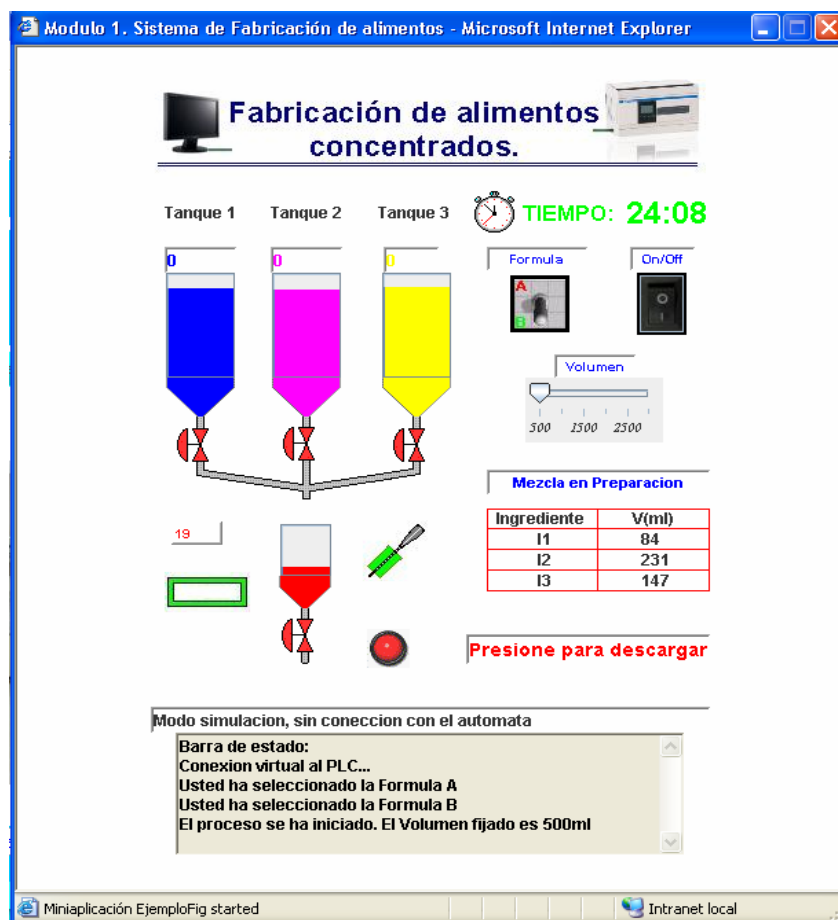 Modulo 1. Sistema de Fabricación de alimentos - Microsoft Internet Explorer
Fabricación de alimentos
concentrados.
Tanque 1 Tanque 2 Tanque 3 TIEMPO: 24:08
0 0 0 Formula On/Off
A
B
Volumen
500 1500 2500
Mezcla en Preparacion
Ingrediente V(ml)
I1 84
I2 231
I3 147
19
Presione para descargar
Modo simulacion, sin coneccion con el automata
Barra de estado:
Conexion virtual al PLC...
Usted ha seleccionado la Formula A
Usted ha seleccionado la Formula B
El proceso se ha iniciado. El Volumen fijado es 500ml
Miniaplicación EjemploFig started Intranet local